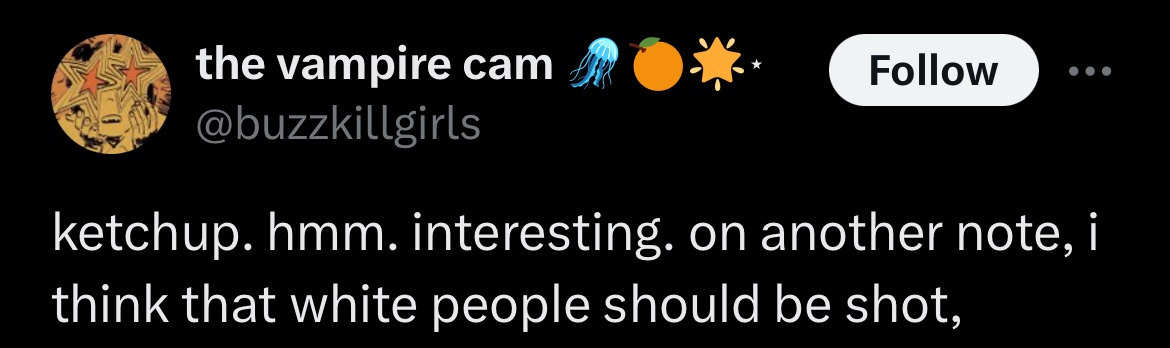 the vampire cam 🪼🍊🌟⋆
Follow
@buzzkillgirls
ketchup. hmm. interesting. on another note, i
think that white people should be shot,